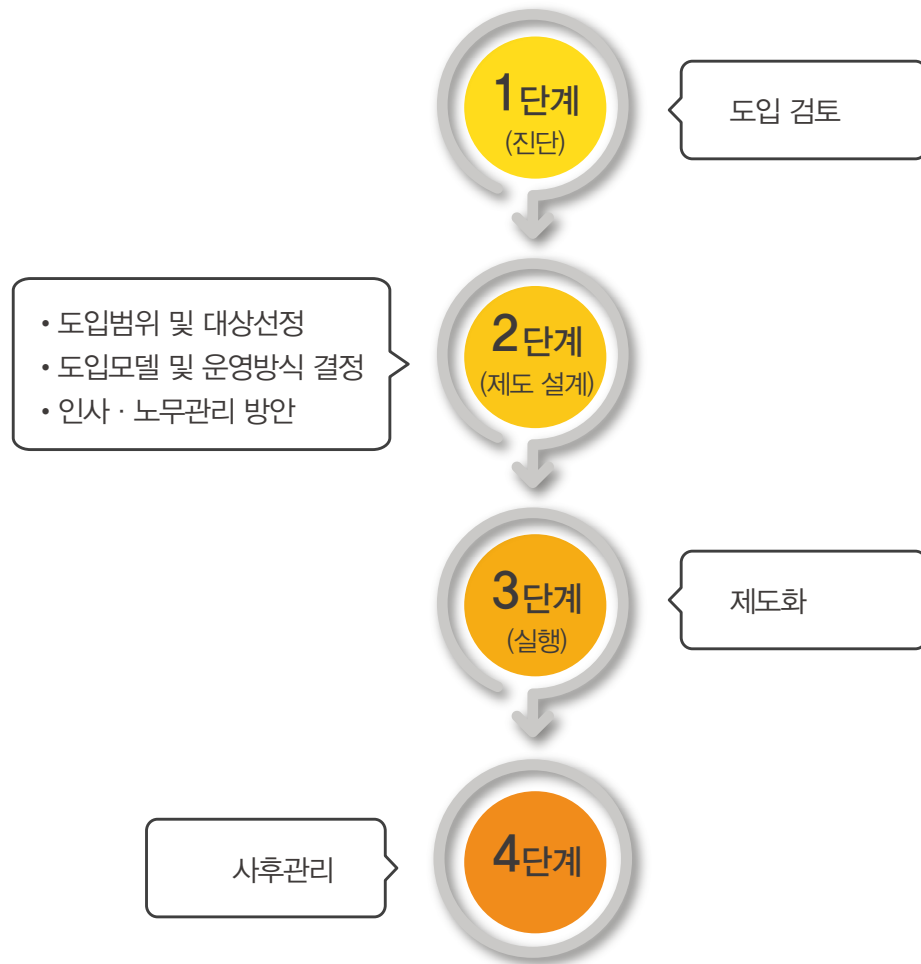 1단계
(진단)
도입 검토
2단계
(제도 설계)
• 도입범위 및 대상선정
• 도입모델 및 운영방식 결정
• 인사 · 노무관리 방안
3단계
(실행)
제도화
4단계
사후관리